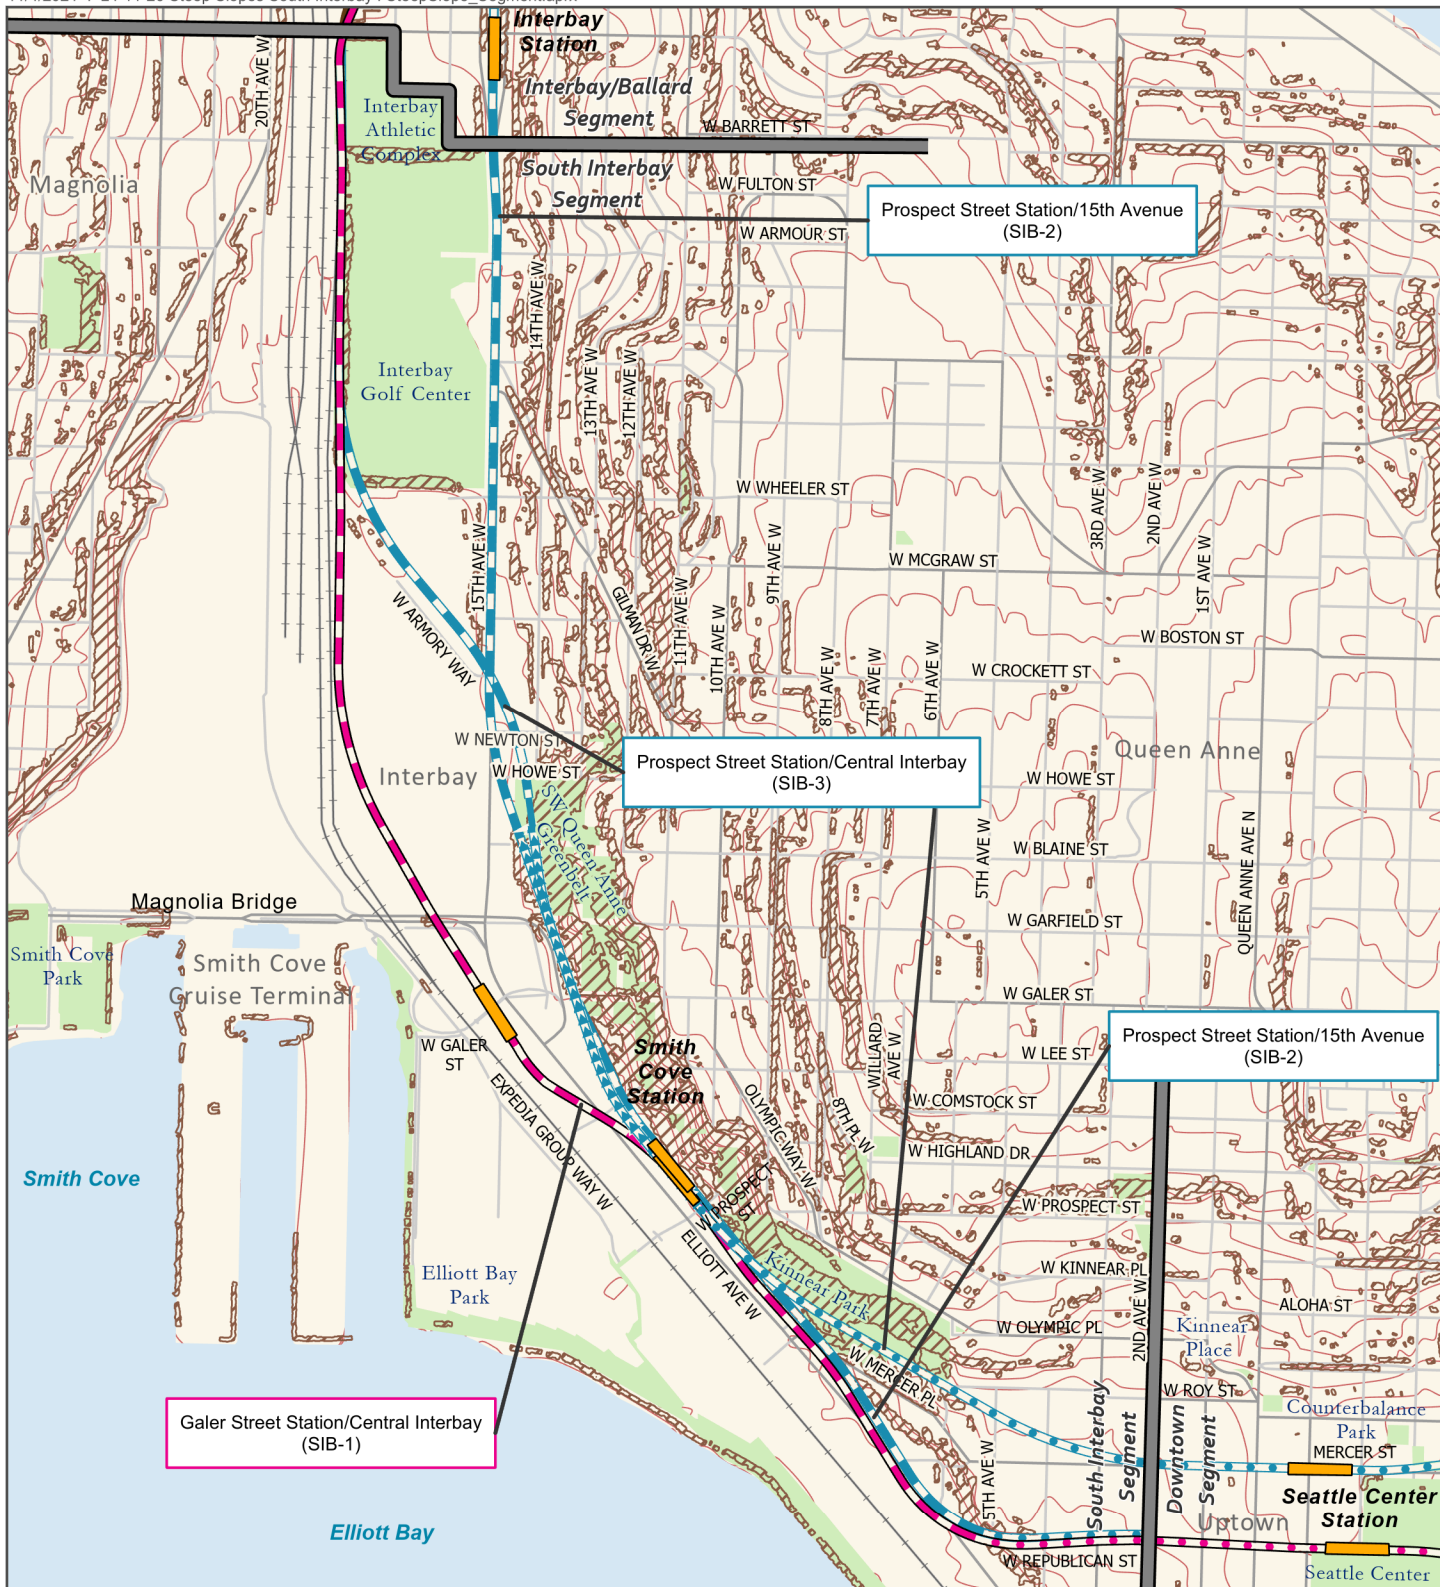 Interbay
Station
Interbay/Ballard
Segment
20TH AVE W
Interbay
Athletic
Complex
W BARRETT ST
Magnolia
South Interbay
Segment
W FULTON ST
Prospect Street Station/15th Avenue
(SIB-2)
W ARMOUR ST
14TH AVE W
13TH AVE W
12TH AVE W
Interbay
Golf Center
W WHEELER ST
3RD AVE W
2ND AVE W
15TH AVE W
9TH AVE W
W MCGRAW ST
1ST AVE W
W ARMORY WAY
GILMAN DR W
11TH AVE W
10TH AVE W
W BOSTON ST
8TH AVE W
7TH AVE W
6TH AVE W
W CROCKETT ST
W NEWTON ST
Interbay
W HOWE ST
Prospect Street Station/Central Interbay
(SIB-3)
Queen Anne
W HOWE ST
SW Queen Anne
Greenbelt
5TH AVE W
W BLAINE ST
QUEEN ANNE AVE N
Magnolia Bridge
W GARFIELD ST
Smith Cove
Park
Smith Cove
Cruise Terminal
W GALER ST
W GALER
ST
Smith
Cove
Station
WILLARD
AVE W
W LEE ST
Prospect Street Station/15th Avenue
(SIB-2)
EXPEDIA GROUP WAY W
OLYMPIC WAY W
8TH PL W
W COMSTOCK ST
W HIGHLAND DR
Smith Cove
W PROSPECT
ST
W PROSPECT ST
ELLIOTT AVE W
Kinnear Park
W KINNEAR PL
Elliott Bay
Park
2ND AVE W
ALOHA ST
W OLYMPIC PL
Kinnear
Place
W MERCER PL
W ROY ST
Galer Street Station/Central Interbay
(SIB-1)
South Interbay
Segment
Downtown
Segment
Counterbalance
Park
MERCER ST
5TH AVE W
Seattle Center
Station
Uptown
Elliott Bay
W REPUBLICAN ST
Seattle Center